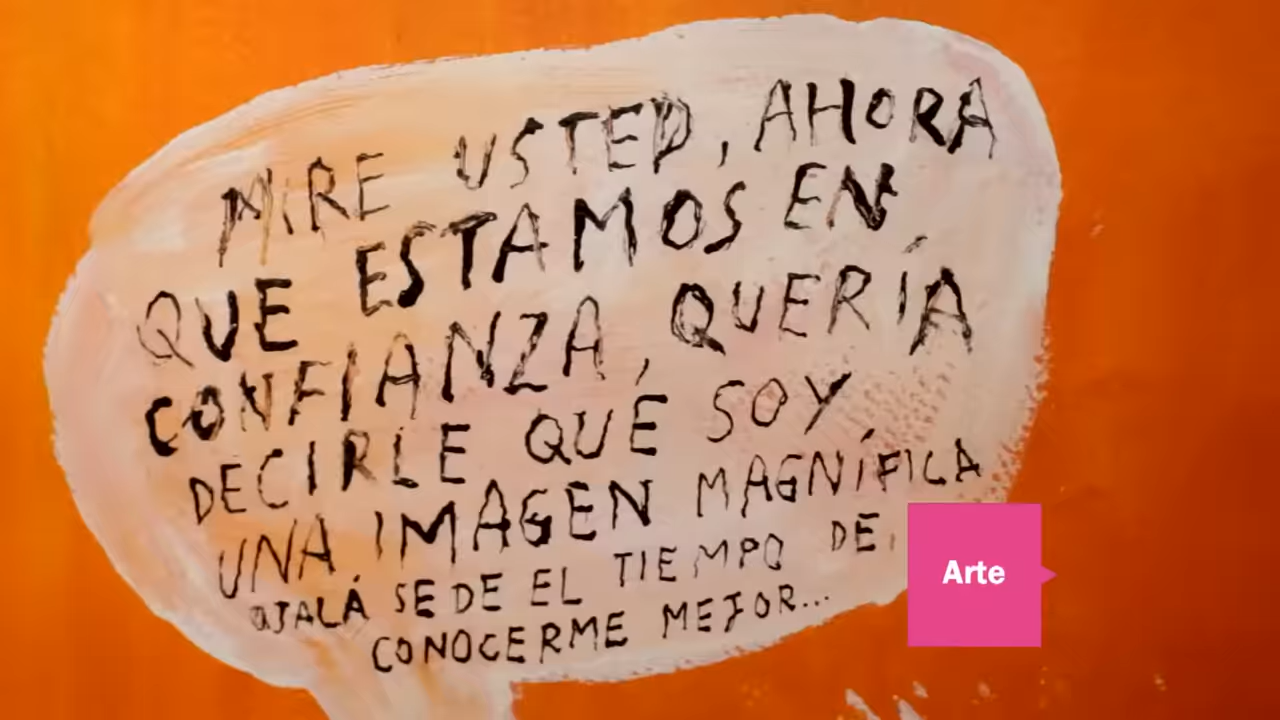 MIRE USTED, AHORA
QUE ESTAMOS EN
CONFIANZA, QUERÍA
DECIRLE QUE SOY
UNA IMAGEN MAGNÍFICA
OJALÁ SE DE EL TIEMPO DE
CONOCERME MEJOR...
Arte